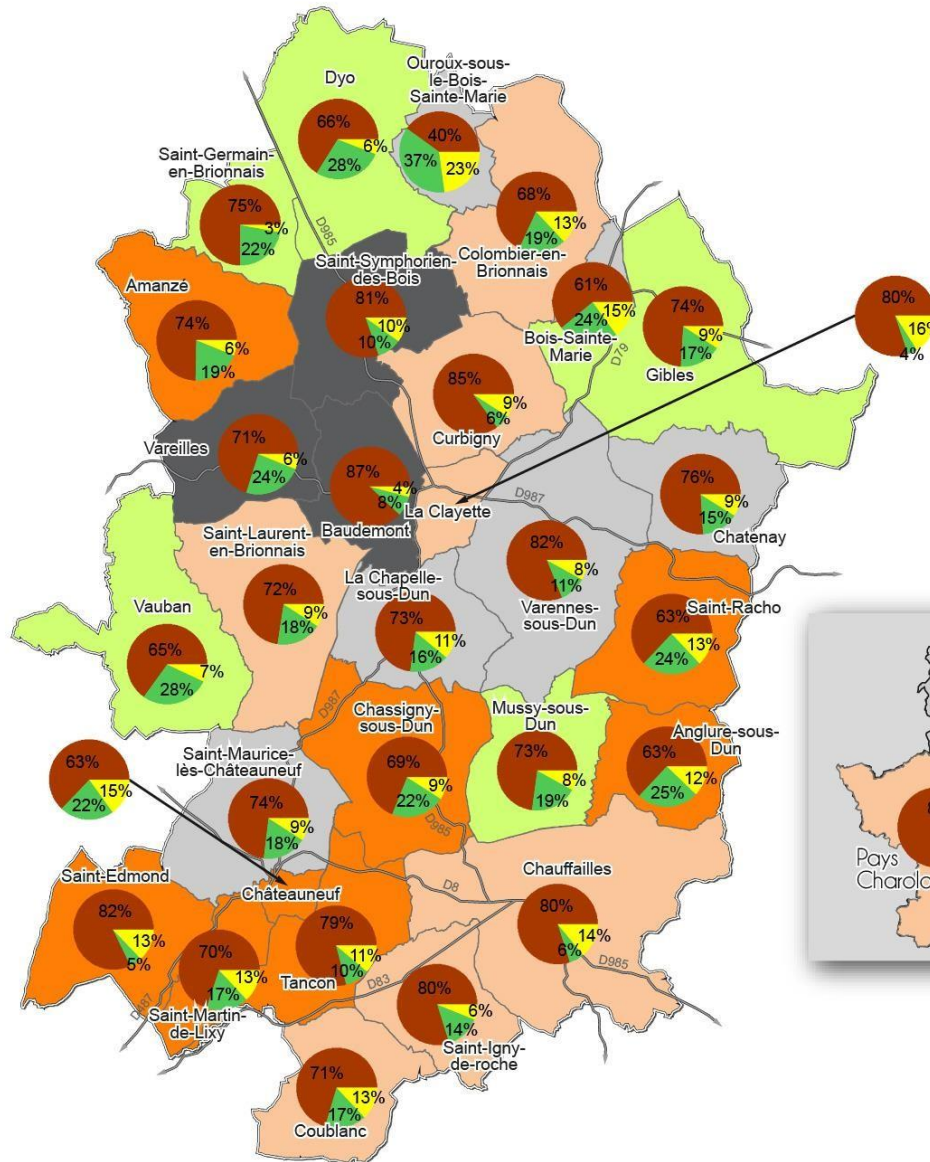 Dyo
66%
6%
28%
Ouroux-sous-
le-Bois-
Sainte-Marie
40%
37%
23%
Saint-Germain-
en-Brionnais
75%
3%
22%
D985
68%
13%
19%
Colombier-en-
Brionnais
Saint-Symphorien-
des-Bois
81%
10%
10%
Amanzé
74%
6%
19%
61%
15%
24%
Bois-Sainte-
Marie
D79
74%
9%
17%
Gibles
80%
16%
4%
85%
9%
6%
Curbigny
Vareilles
71%
6%
24%
87%
4%
8%
Baudemont
La Clayette
D987
76%
9%
15%
Chatenay
Saint-Laurent-
en-Brionnais
72%
9%
18%
La Chapelle-
sous-Dun
73%
11%
16%
82%
8%
11%
Varennes-
sous-Dun
Saint-Racho
63%
13%
24%
Vauban
65%
7%
28%
D987
Chassigny-
sous-Dun
69%
9%
22%
D985
Mussy-sous-
Dun
73%
8%
19%
Anglure-sous-
Dun
63%
12%
25%
63%
15%
22%
Saint-Maurice-
lès-Châteauneuf
74%
9%
18%
Châteauneuf
D8
Chauffailles
80%
14%
6%
D985
Pays
Saint-Edmond
82%
13%
5%
70%
13%
17%
Saint-Martin-
de-Lixy
79%
11%
10%
Tancon
D83
80%
6%
14%
Saint-Igny-
de-roche
71%
13%
17%
Coublanc